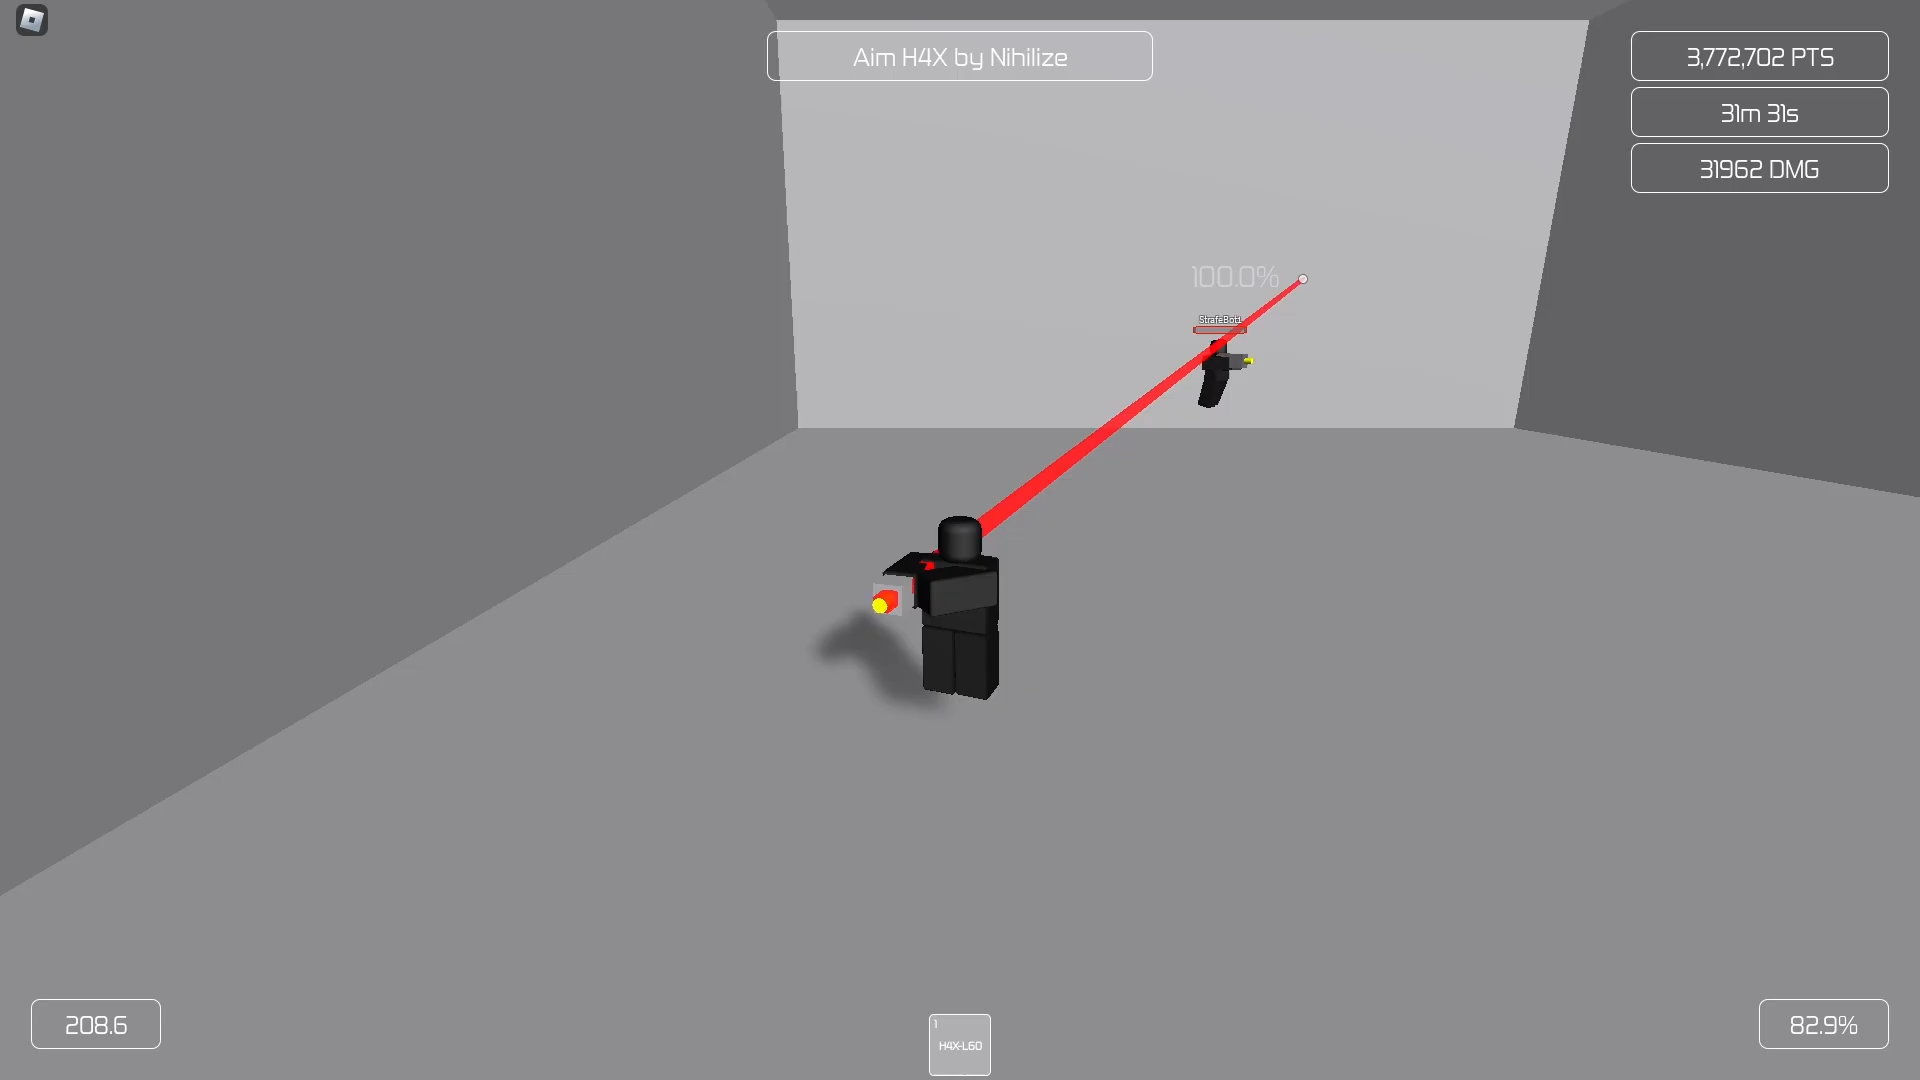 Aim H4X by Nihilize
3,772,702 PTS
31m 31s
31962 DMG
100.0%
StrafeBot1
208.6
1
H4X-L60
82.9%